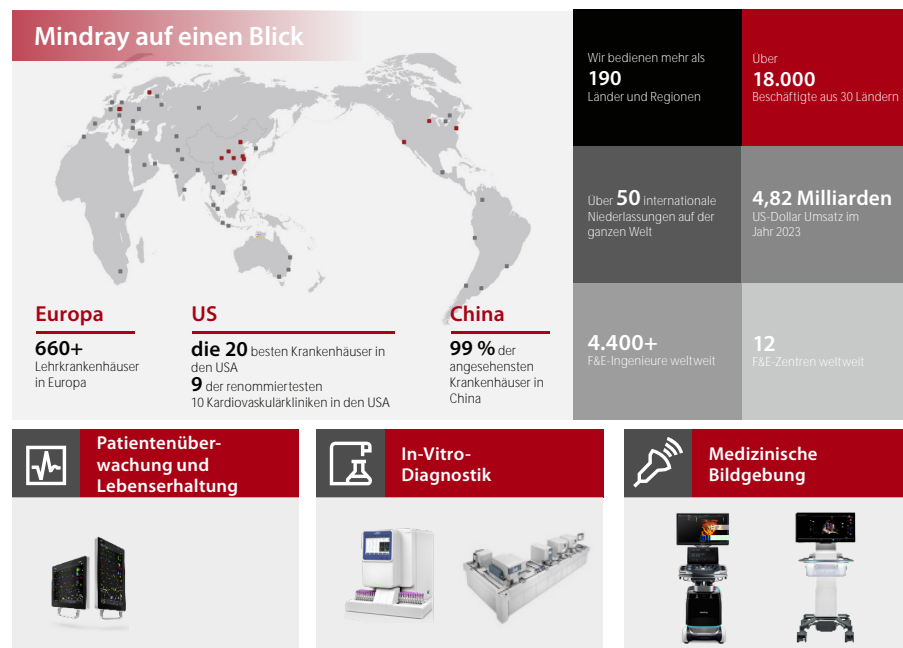 Mindray auf einen Blick
Wir bedienen mehr als
190
Länder und Regionen
Über
18.000
Beschäftigte aus 30 Ländern
Über 50 internationale
Niederlassungen auf der
ganzen Welt
4,82 Milliarden
US-Dollar Umsatz im
Jahr 2023
4.400+
F&E-Ingenieure weltweit
12
F&E-Zentren weltweit
Europa
660+
Lehrkrankenhäuser
in Europa
US
die 20 besten Krankenhäuser in
den USA
9 der renommiertesten
10 Kardiovaskulärkliniken in den USA
China
99 % der
angesehensten
Krankenhäuser in
China
Patientenüber-
wachung und
Lebenserhaltung
In-Vitro-
Diagnostik
Medizinische
Bildgebung